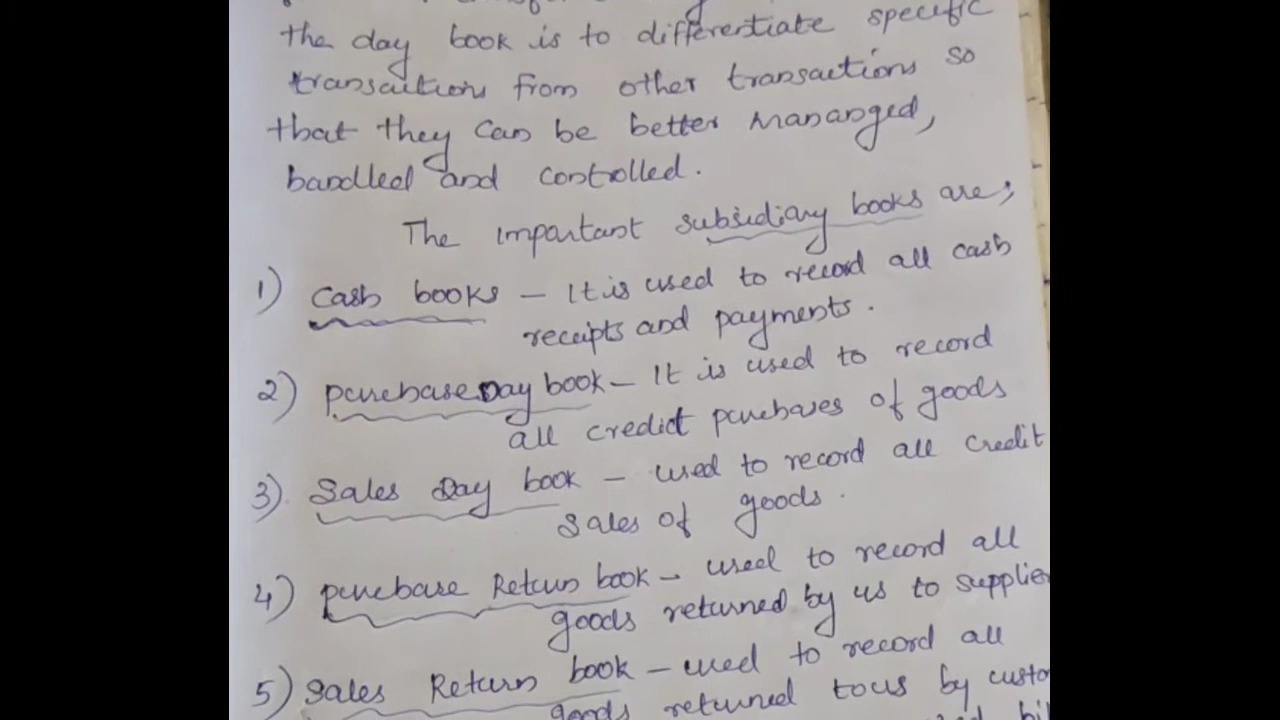 the day book is to differentiate specific
transaction from other transactions so
that they can be better mananged,
handled and controlled.
The important subsidiary books are;
1) Cash books - It is used to record all cash
receipts and payments.
2) purchase Day book - It is used to record
all credict purchases of goods
3) Sales Day book - used to record all credit
sales of goods.
4) purchase Return book - used to record all
goods returned by us to supplier
5) Sales Return book - used to record all
goods returned to us by custo